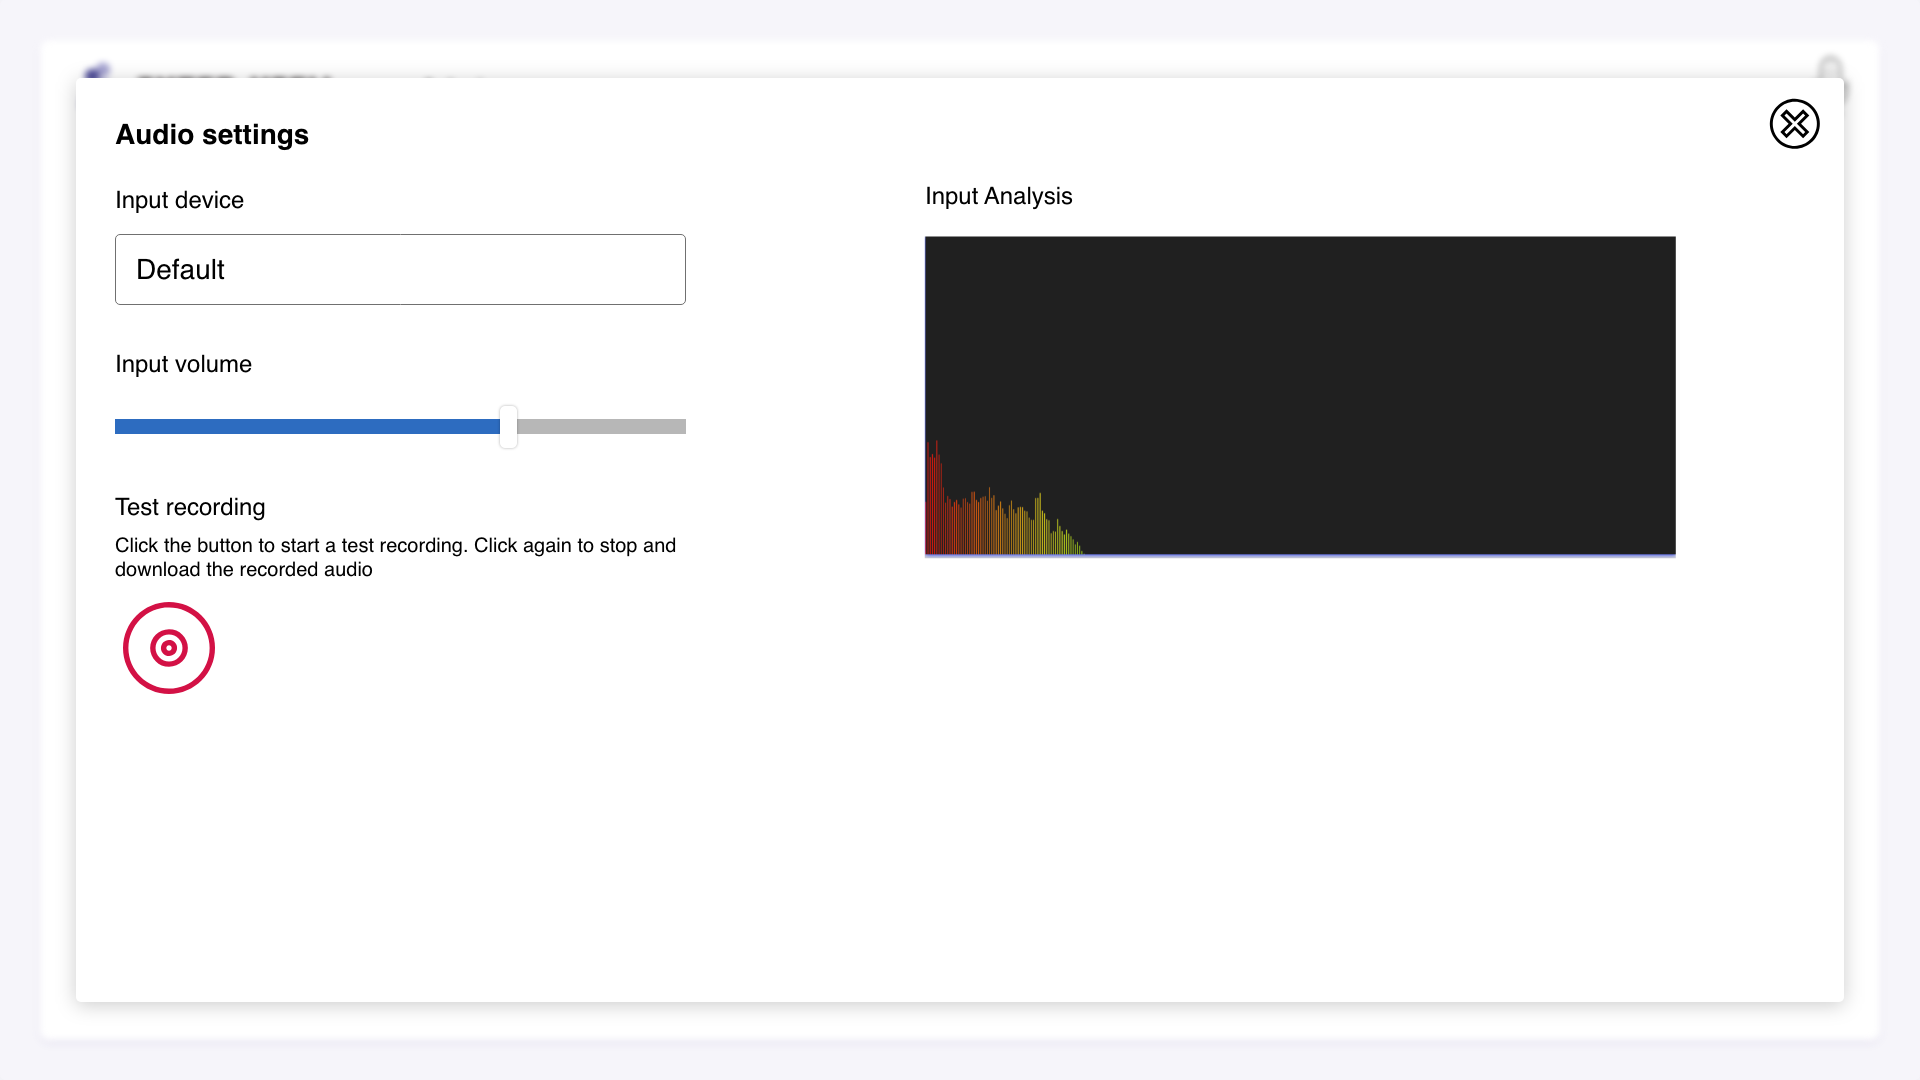 Audio settings
Input device
Default
Input volume
Test recording
Click the button to start a test recording. Click again to stop and
download the recorded audio
Input Analysis